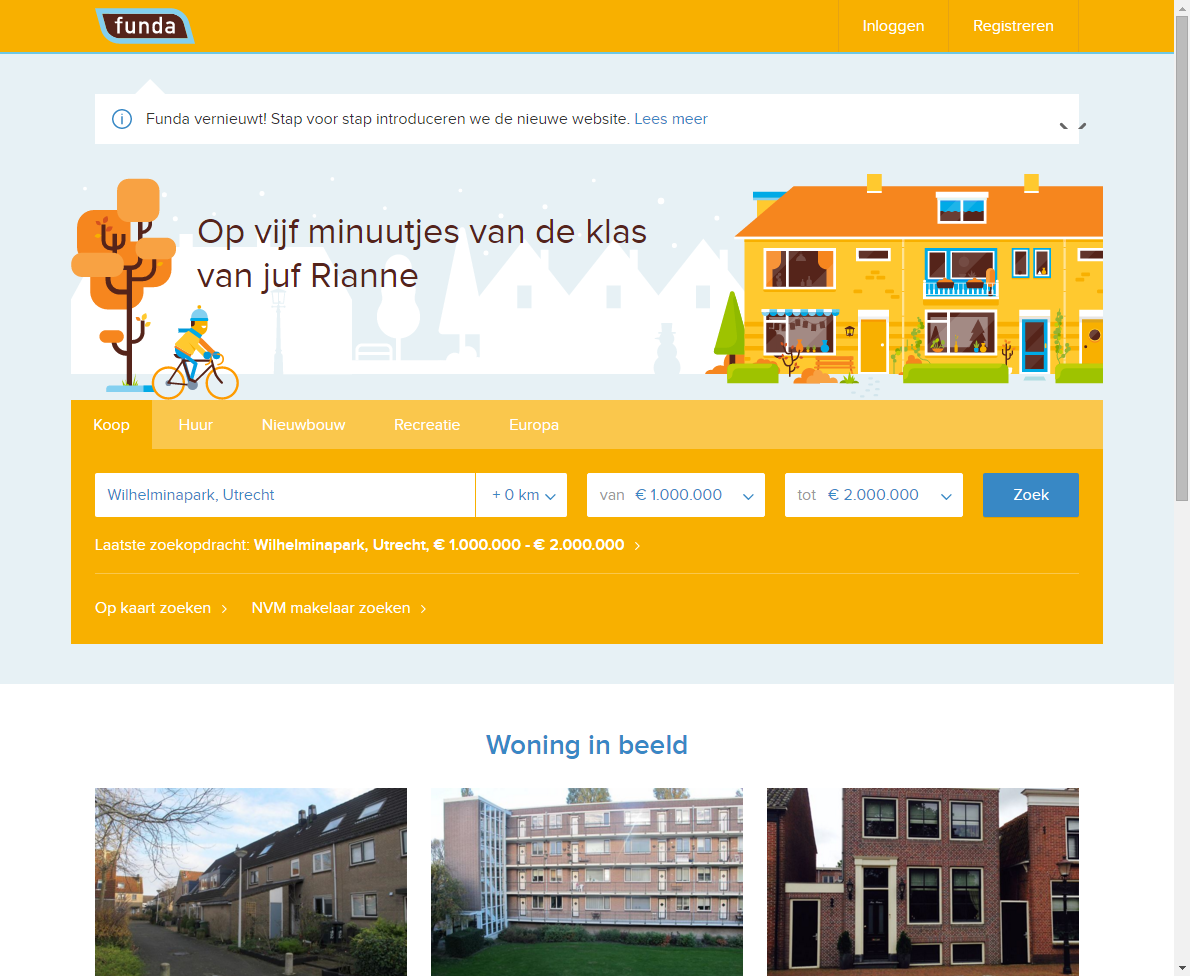 funda
Inloggen
Registreren
Funda vernieuwt! Stap voor stap introduceren we de nieuwe website. Lees meer
Op vijf minuutjes van de klas
van juf Rianne
Koop
Huur
Nieuwbouw
Recreatie
Europa
Wilhelminapark, Utrecht
+ 0 km
van € 1.000.000
tot € 2.000.000
Zoek
Laatste zoekopdracht: Wilhelminapark, Utrecht, € 1.000.000 - € 2.000.000
Op kaart zoeken
NVM makelaar zoeken
Woning in beeld